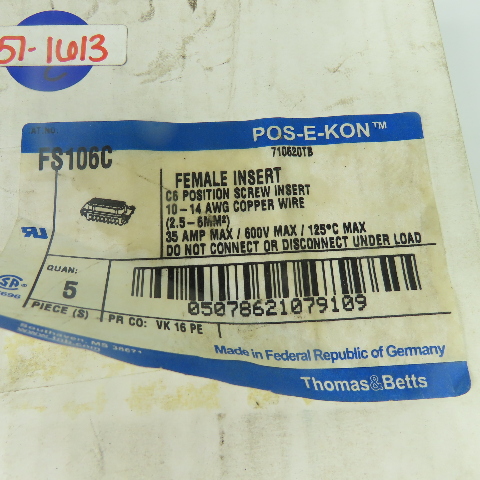 57-1613
C
CAT.NO.
POS-E-KON™
710620TB
FS106C
FEMALE INSERT
C6 POSITION SCREW INSERT
10-14 AWG COPPER WIRE
(2.5-6MM²)
35 AMP MAX / 600V MAX / 125°C MAX
DO NOT CONNECT OR DISCONNECT UNDER LOAD
QUAN:
5
PIECE (S)
PR CO: VK 16 PE
05078621079109
Made in Federal Republic of Germany
Thomas&Betts